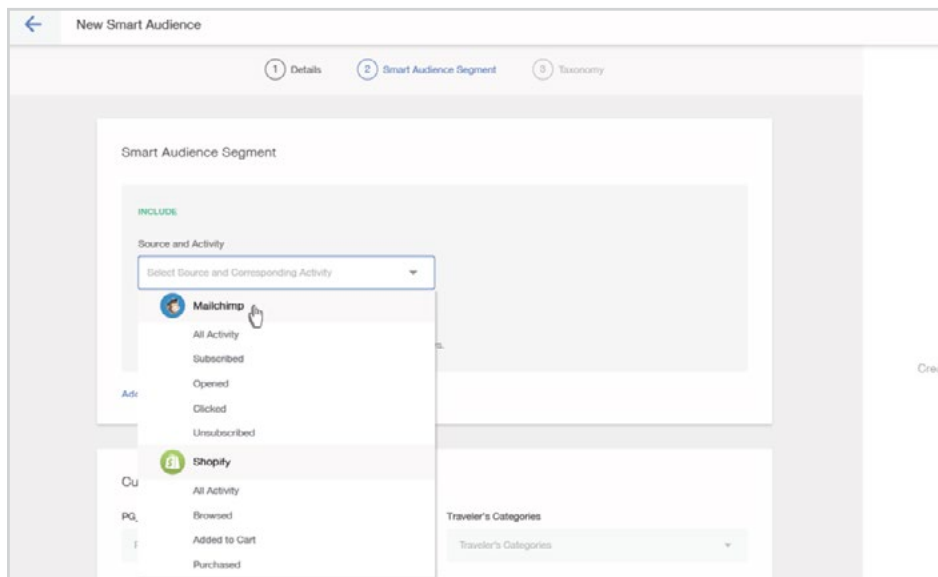 New Smart Audience
1 Details 2 Smart Audience Segment 3 Taxonomy
Smart Audience Segment
INCLUDE
Source and Activity
Select Source and Corresponding Activity
Mailchimp
All Activity
Subscribed
Opened
Clicked
Unsubscribed
Shopify
All Activity
Browsed
Added to Cart
Purchased
Traveler's Categories
Traveler's Categories